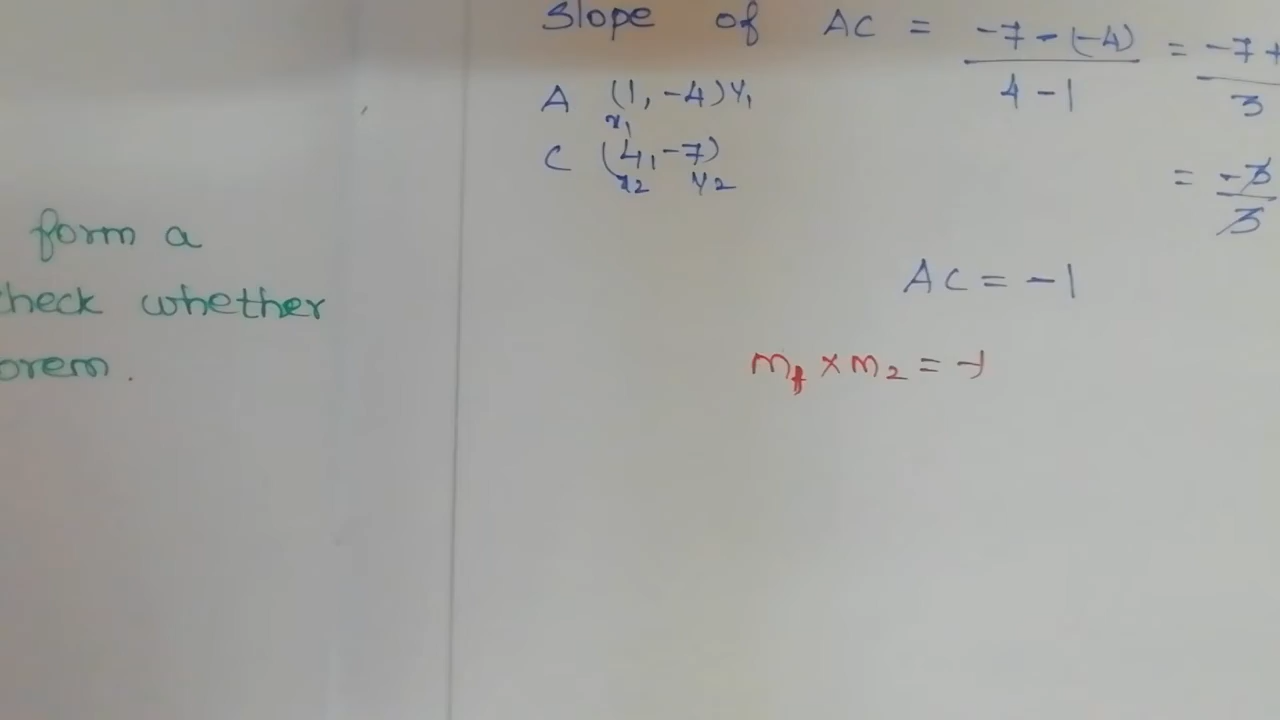 Slope of AC = -7-(-4) / 4-1 = -7+ / 3
A (1, -4) y₁
x₁
C (4, -7)
x₂ y₂
= -3 / 3
AC = -1
m₁ × m₂ = -1
form a
check whether
orem.